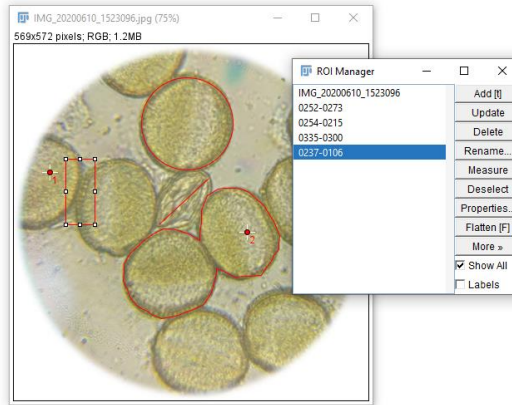 IMG_20200610_1523096.jpg (75%)
569x572 pixels; RGB; 1.2MB
1
2
ROI Manager
IMG_20200610_1523096
0252-0273
0254-0215
0335-0300
0237-0106
Add [t]
Update
Delete
Rename...
Measure
Deselect
Properties...
Flatten [F]
More »
Show All
Labels